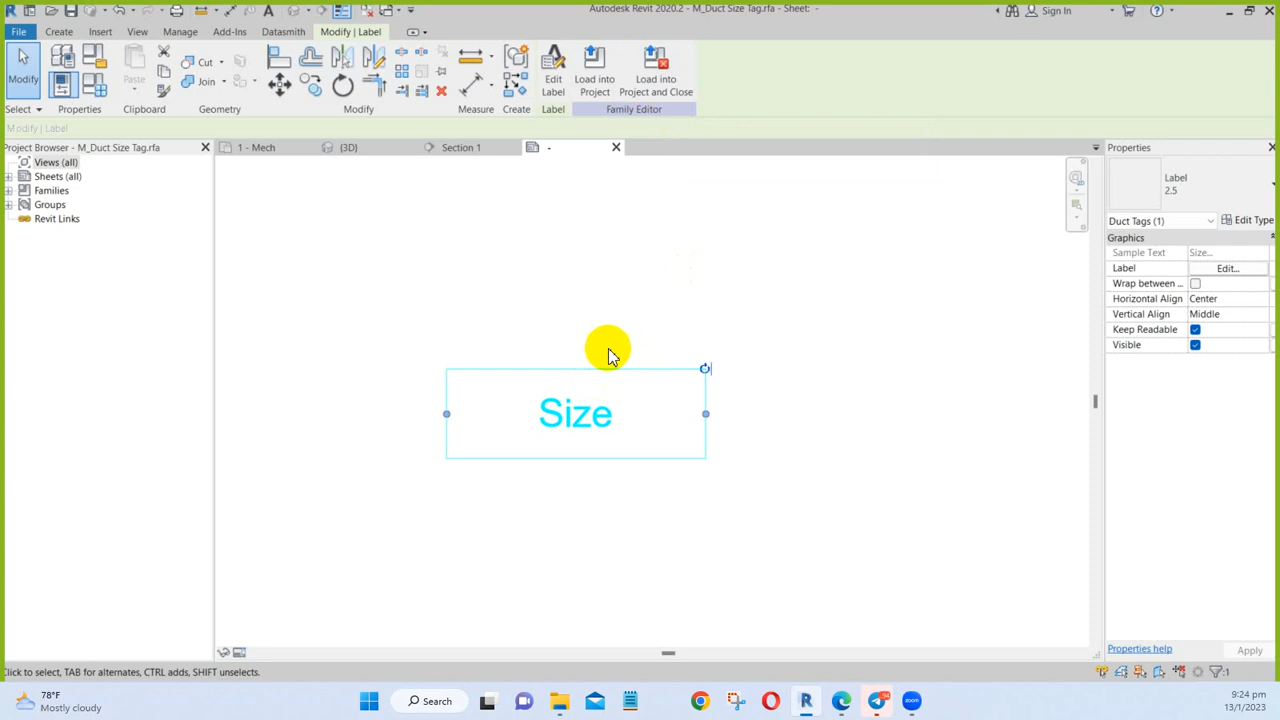 Autodesk Revit 2020.2 - M_Duct Size Tag.rfa - Sheet: -
Sign In
File Create Insert View Manage Add-Ins Datasmith Modify | Label
Modify
Paste
Cut
Join
Edit Label
Load into Project
Load into Project and Close
Select Properties Clipboard Geometry Modify Measure Create Label Family Editor
Modify | Label
Project Browser - M_Duct Size Tag.rfa
1 - Mech {3D} Section 1 -
Properties
Views (all)
Sheets (all)
Families
Groups
Revit Links
Label
2.5
Duct Tags (1) Edit Type
Graphics
Sample Text Size...
Label Edit...
Wrap between ...
Horizontal Align Center
Vertical Align Middle
Keep Readable
Visible
Size
Properties help Apply
Click to select, TAB for alternates, CTRL adds, SHIFT unselects.
:1
78°F
Mostly cloudy
Search
9:24 pm
13/1/2023